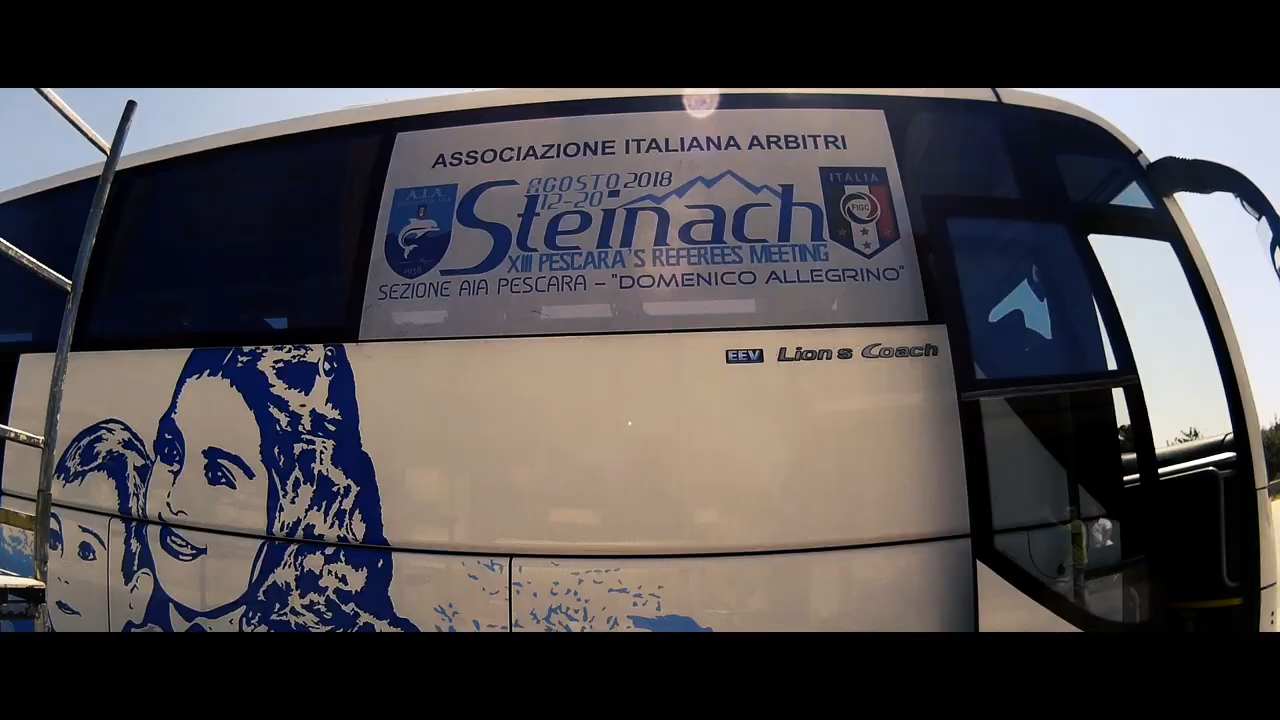 ASSOCIAZIONE ITALIANA ARBITRI
A.I.A.
AGOSTO 2018
12-20
Steinach
XIII PESCARA'S REFEREES MEETING
ITALIA
FIGC
SEZIONE AIA PESCARA – "DOMENICO ALLEGRINO"
EEV Lion's Coach